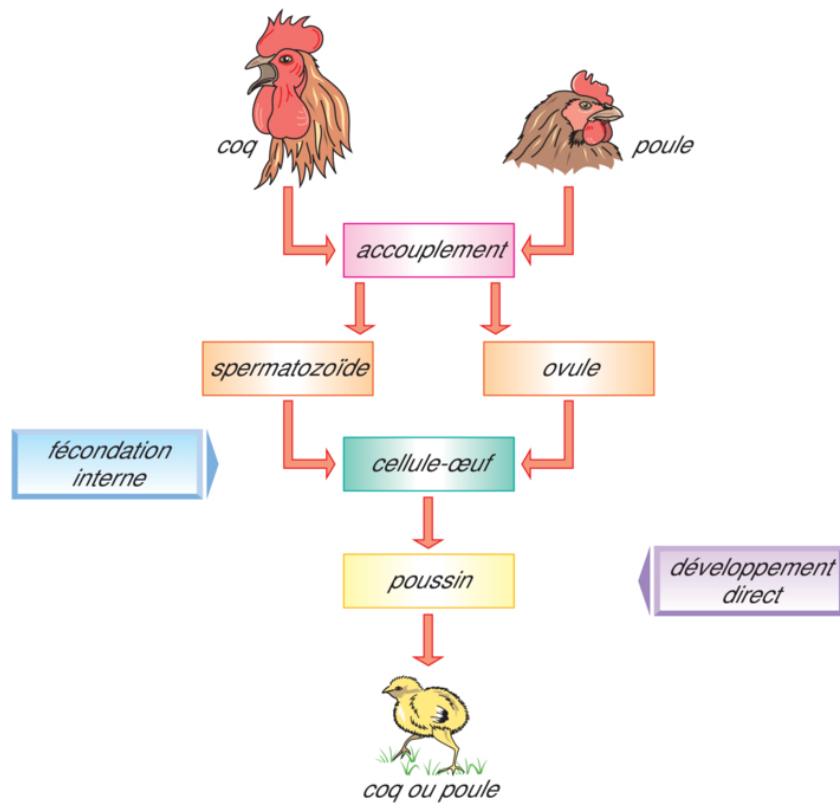 coq
poule
accouplement
spermatozoïde
ovule
fécondation
interne
cellule-œuf
poussin
développement
direct
coq ou poule